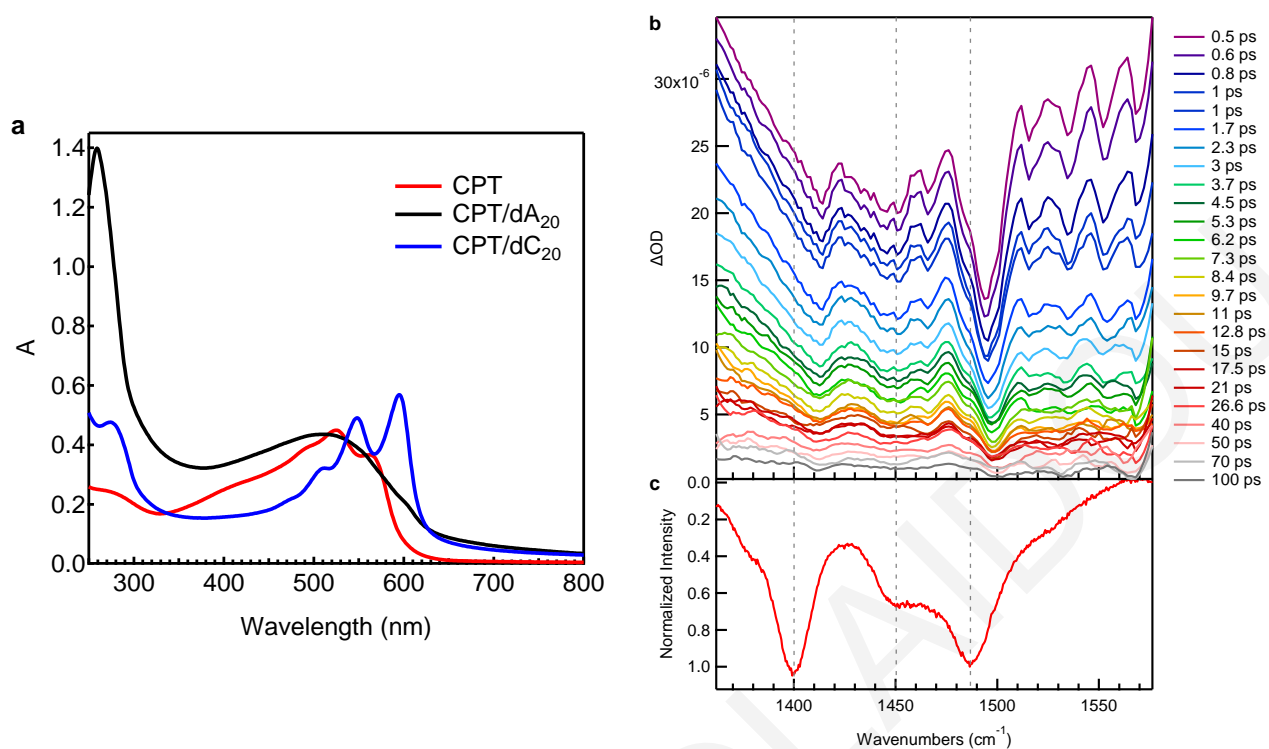 a
1.4
1.2
1.0
0.8
0.6
0.4
0.2
0.0
A
300 400 500 600 700 800
Wavelength (nm)
CPT
CPT/dA₂₀
CPT/dC₂₀
b
30x10⁻⁶
25
20
15
10
5
ΔOD
0.5 ps
0.6 ps
0.8 ps
1 ps
1 ps
1.7 ps
2.3 ps
3 ps
3.7 ps
4.5 ps
5.3 ps
6.2 ps
7.3 ps
8.4 ps
9.7 ps
11 ps
12.8 ps
15 ps
17.5 ps
21 ps
26.6 ps
40 ps
50 ps
70 ps
100 ps
c
0.0
0.2
0.4
0.6
0.8
1.0
Normalized Intensity
1400 1450 1500 1550
Wavenumbers (cm⁻¹)